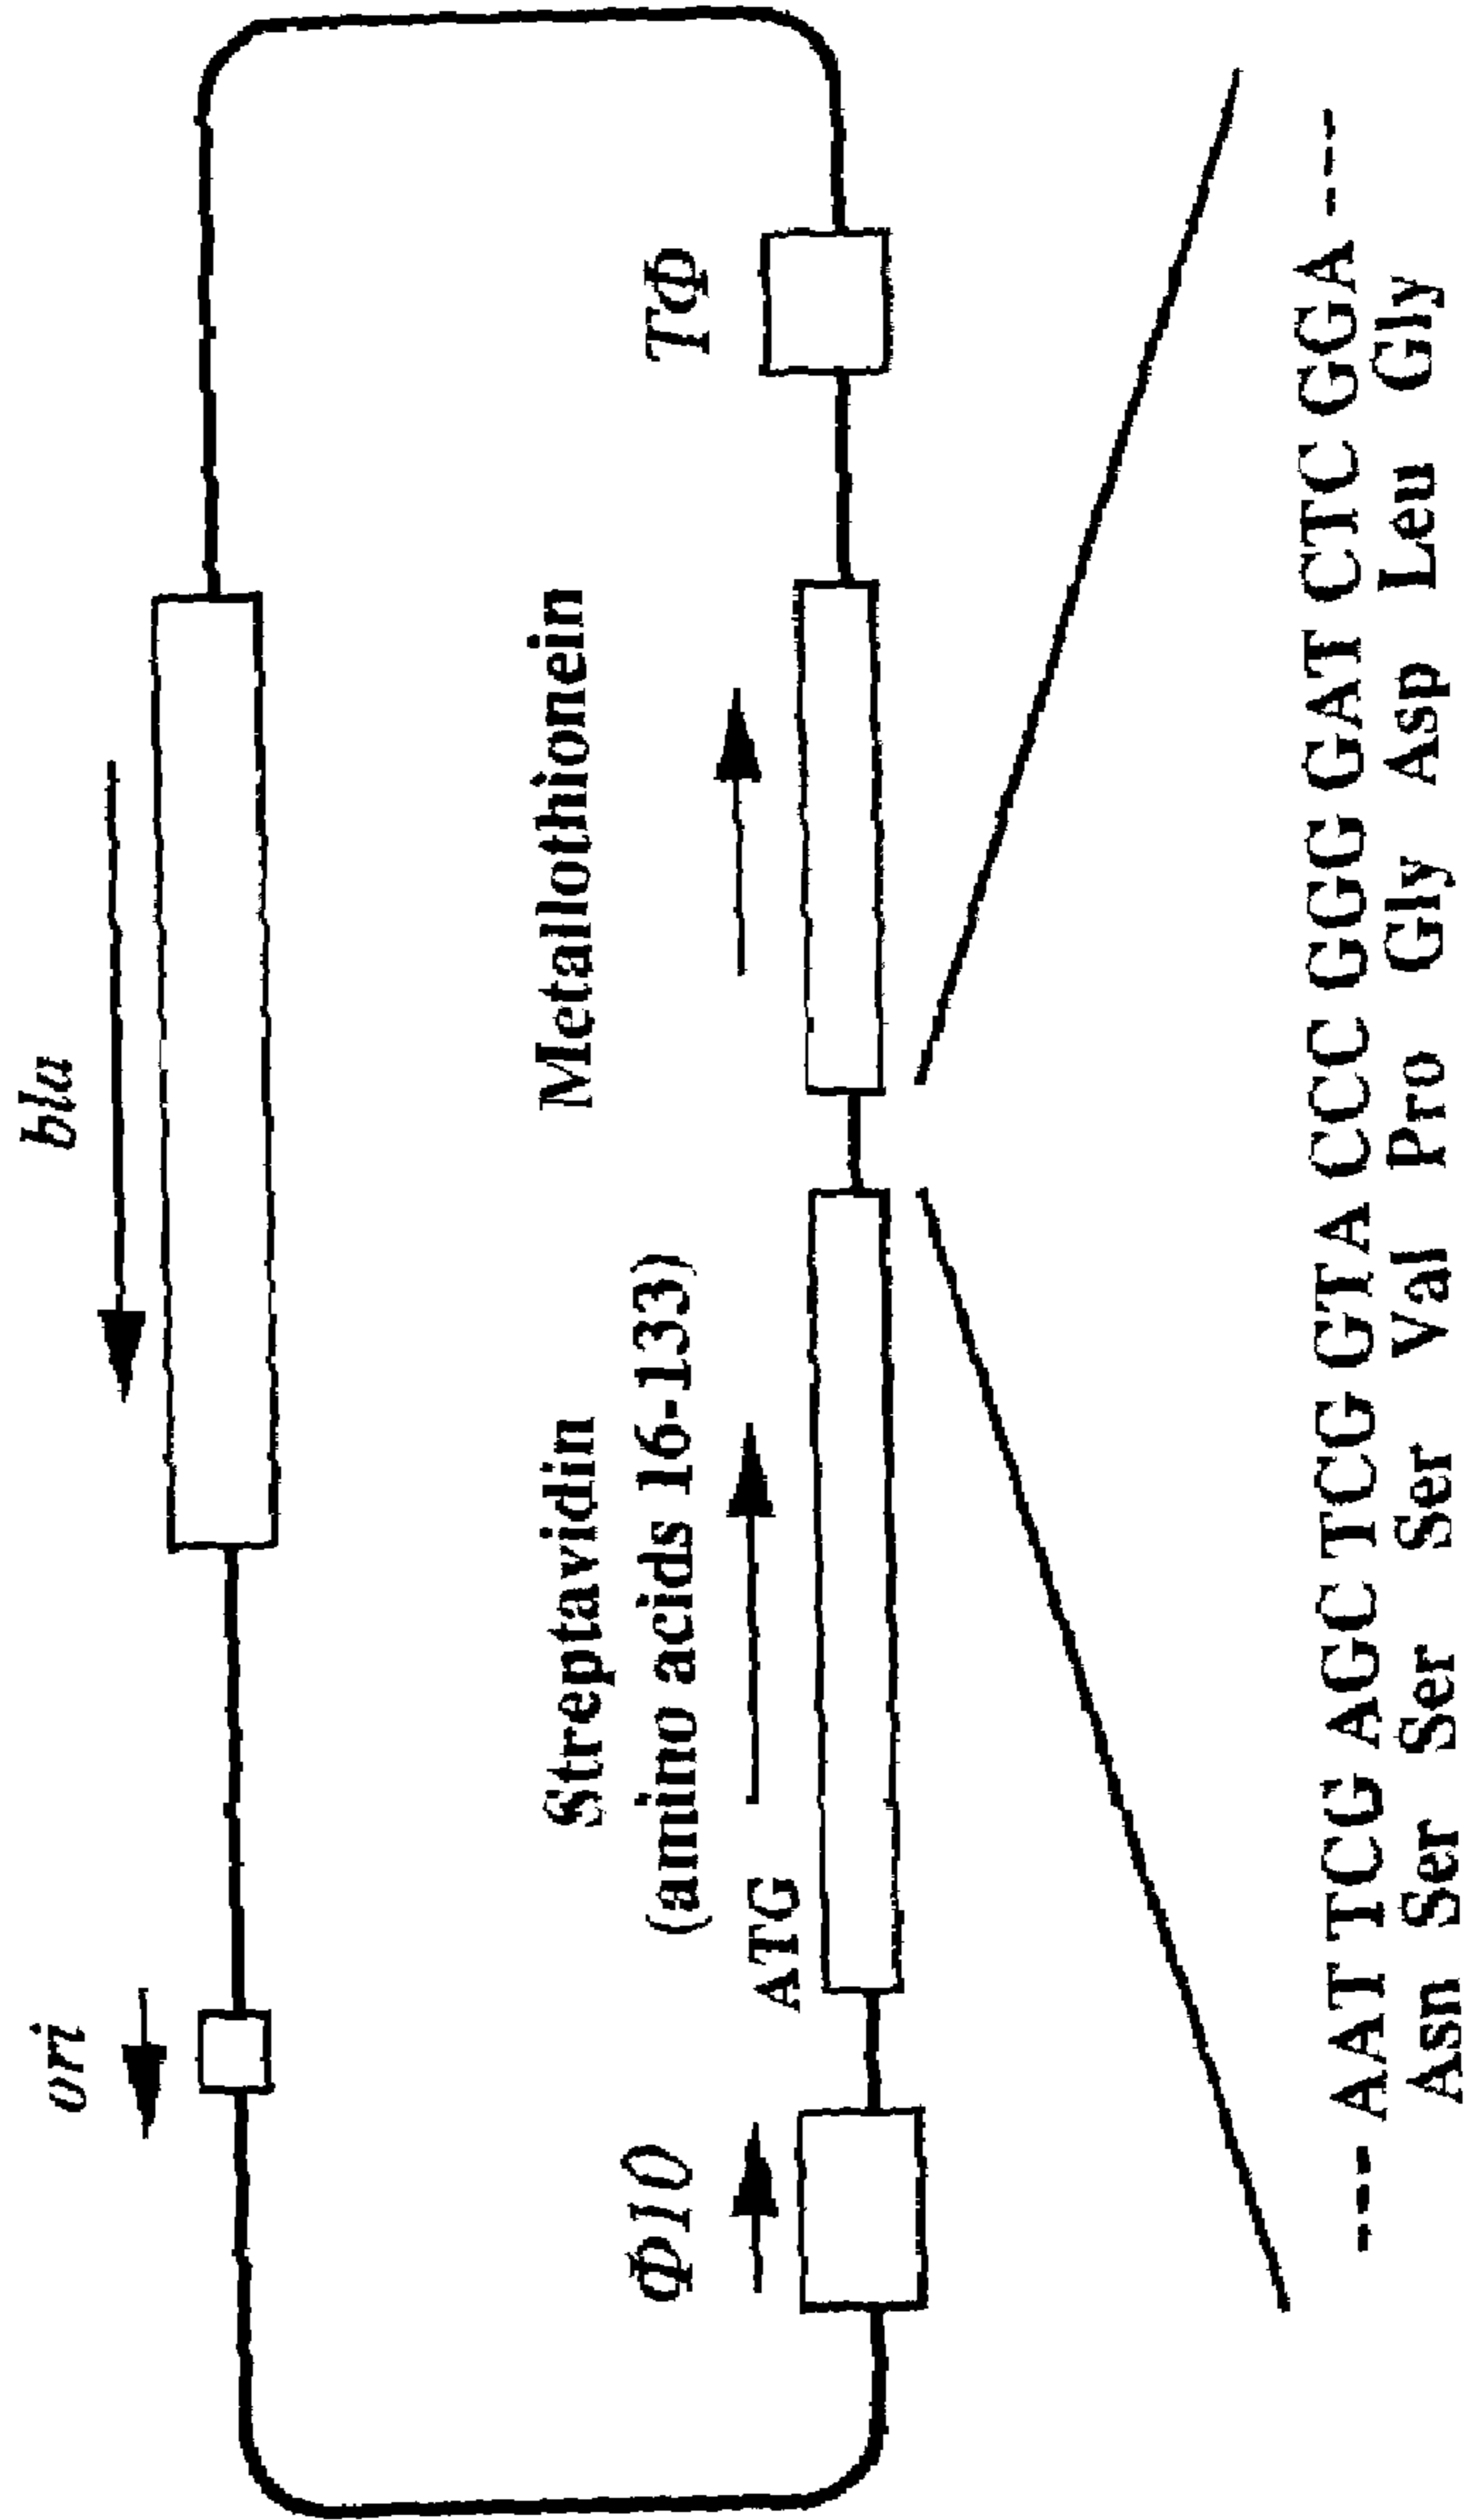 ori bla
Streptavidin Metallothionein
Φ10 (amino acids 16-133) TΦ
ATG
--- AAT TCG AGC TCG GTA CCC GGG GAT CTC GGA ---
Asn Ser Ser Ser Val Pro Gly Asp Leu Gly